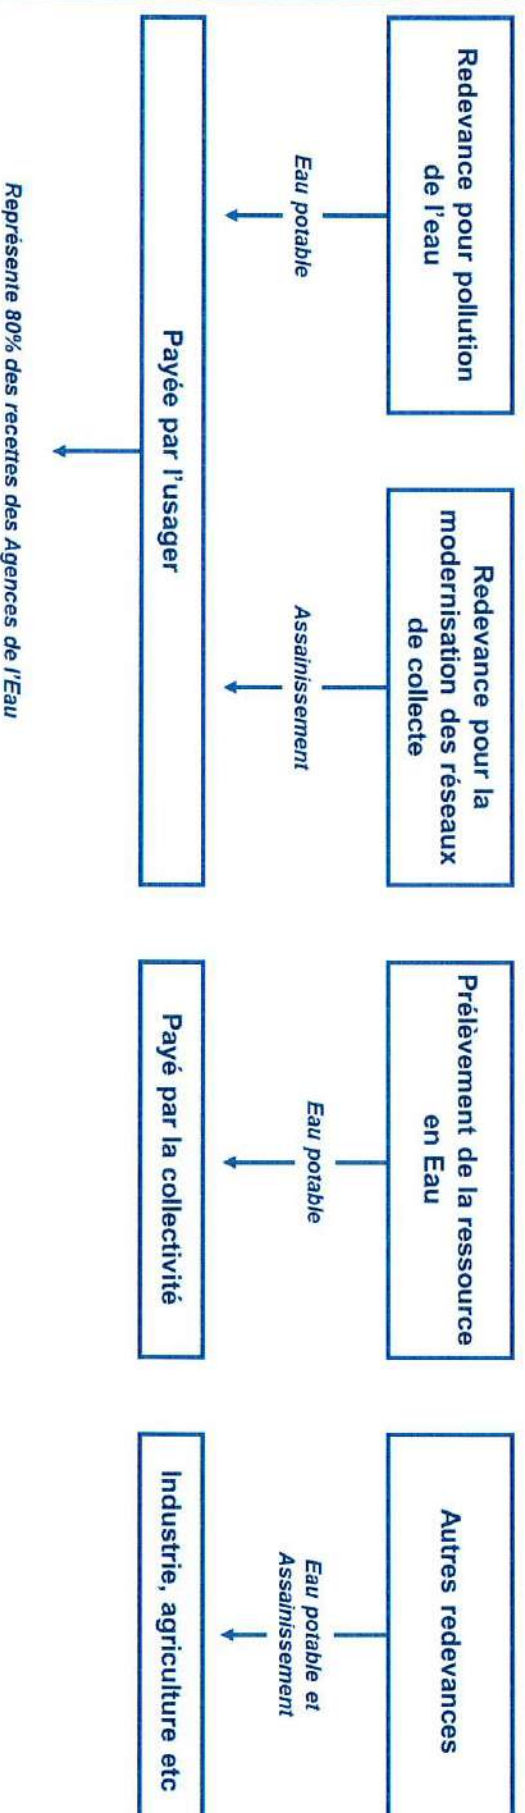 Redevance pour pollution
de l'eau
Redevance pour la
modernisation des réseaux
de collecte
Prélèvement de la ressource
en Eau
Autres redevances
Eau potable
Assainissement
Eau potable
Eau potable et
Assainissement
Payée par l'usager
Payé par la collectivité
Industrie, agriculture etc
Représente 80% des recettes des Agences de l'Eau